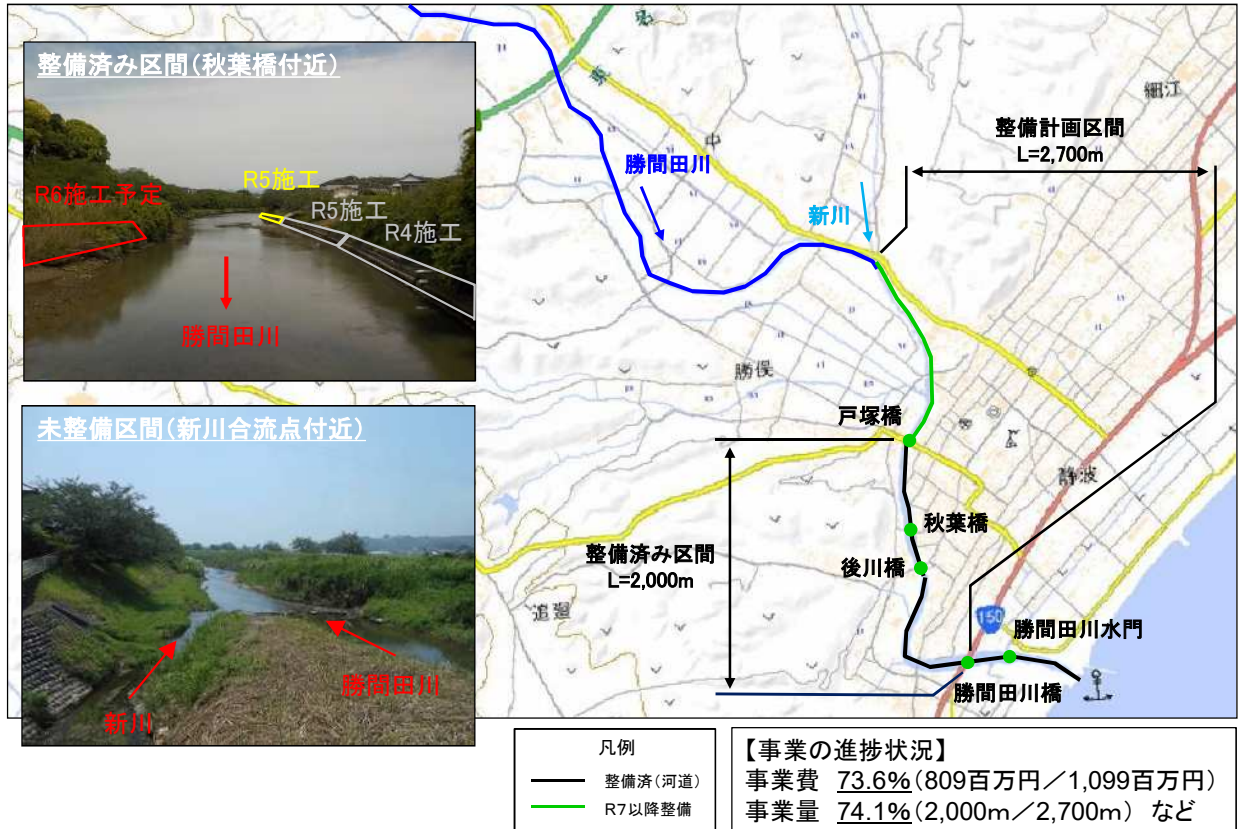 整備済み区間(秋葉橋付近)
R6施工予定
R5施工
R5施工
R4施工
勝間田川
未整備区間(新川合流点付近)
新川
勝間田川
勝間田川
新川
整備計画区間
L=2,700m
細江
中
勝俣
戸塚橋
静波
秋葉橋
後川橋
整備済み区間
L=2,000m
追廻
150
勝間田川水門
勝間田川橋
凡例
整備済(河道)
R7以降整備
【事業の進捗状況】
事業費 73.6%(809百万円/1,099百万円)
事業量 74.1%(2,000m/2,700m) など